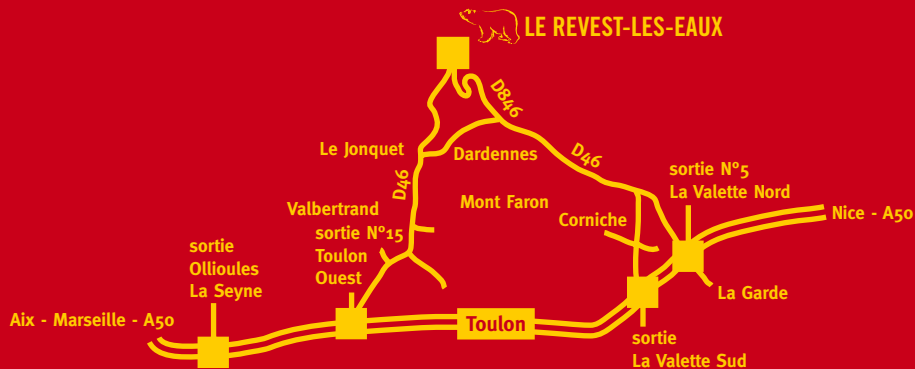 LE REVEST-LES-EAUX
D846
Le Jonquet
Dardennes
D46
D46
sortie N°5
La Valette Nord
Mont Faron
Valbertrand
sortie N°15
Toulon
Ouest
Corniche
Nice - A50
sortie
Ollioules
La Seyne
La Garde
Aix - Marseille - A50
Toulon
sortie
La Valette Sud